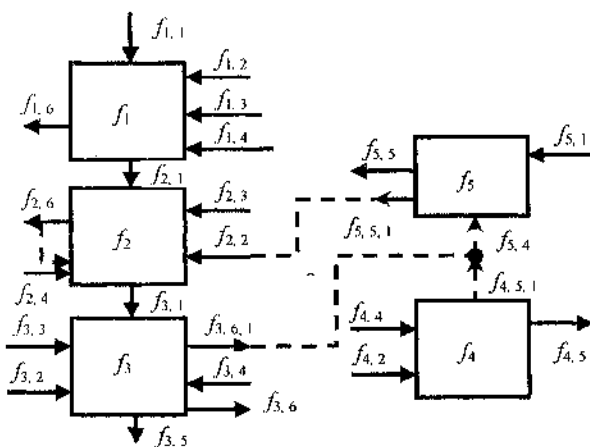 f1, 1
f1, 2
f1, 6
f1
f1, 3
f1, 4
f2, 1
f5, 5
f5, 1
f5
f2, 6
f2, 3
f2
f2, 2
f5, 5, 1
f5, 4
f2, 4
f3, 1
f4, 5, 1
f3, 3
f3, 6, 1
f4, 4
f3
f3, 4
f4
f3, 2
f4, 2
f4, 5
f3, 6
f3, 5